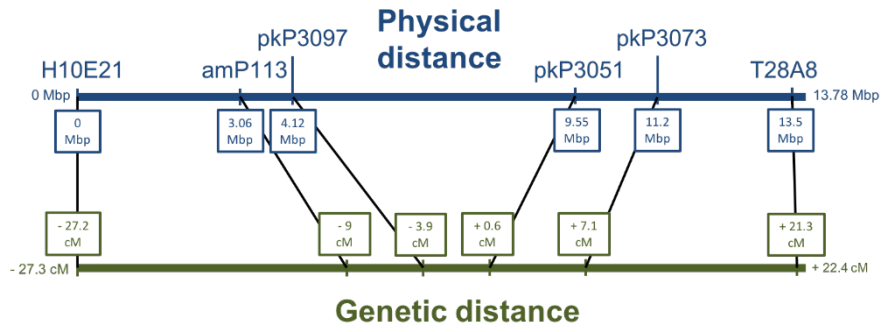 Physical
distance
pkP3097
pkP3073
H10E21
amP113
pkP3051
T28A8
0 Mbp
13.78 Mbp
0
Mbp
3.06
Mbp
4.12
Mbp
9.55
Mbp
11.2
Mbp
13.5
Mbp
- 27.2
cM
- 9
cM
- 3.9
cM
+ 0.6
cM
+ 7.1
cM
+ 21.3
cM
- 27.3 cM
+ 22.4 cM
Genetic distance